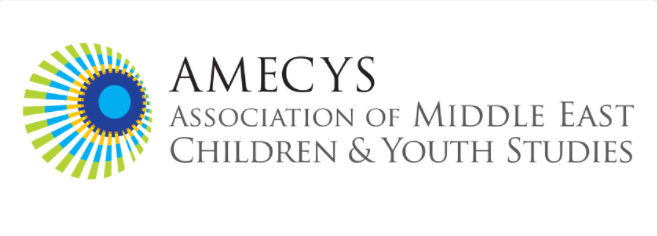 AMECYS
ASSOCIATION OF MIDDLE EAST
CHILDREN & YOUTH STUDIES